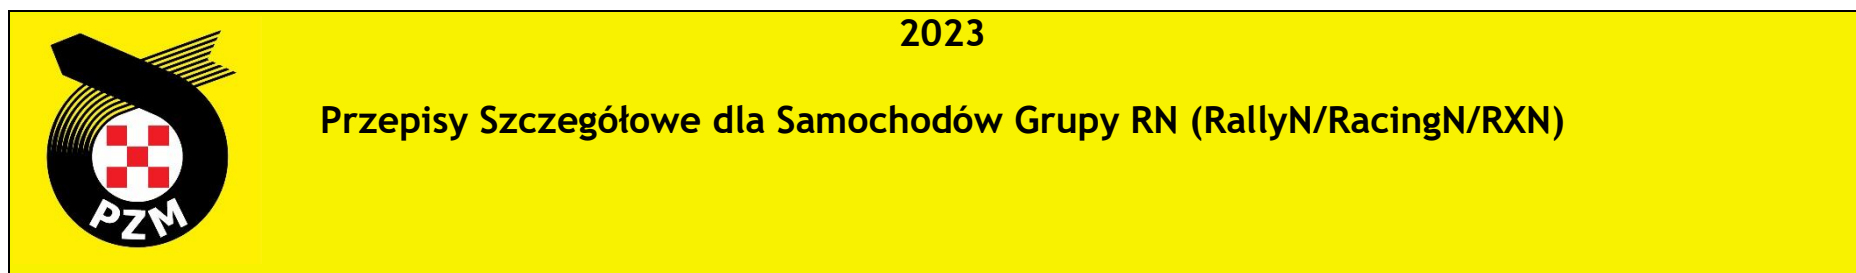 2023
Przepisy Szczegółowe dla Samochodów Grupy RN (RallyN/RacingN/RXN)
PZM